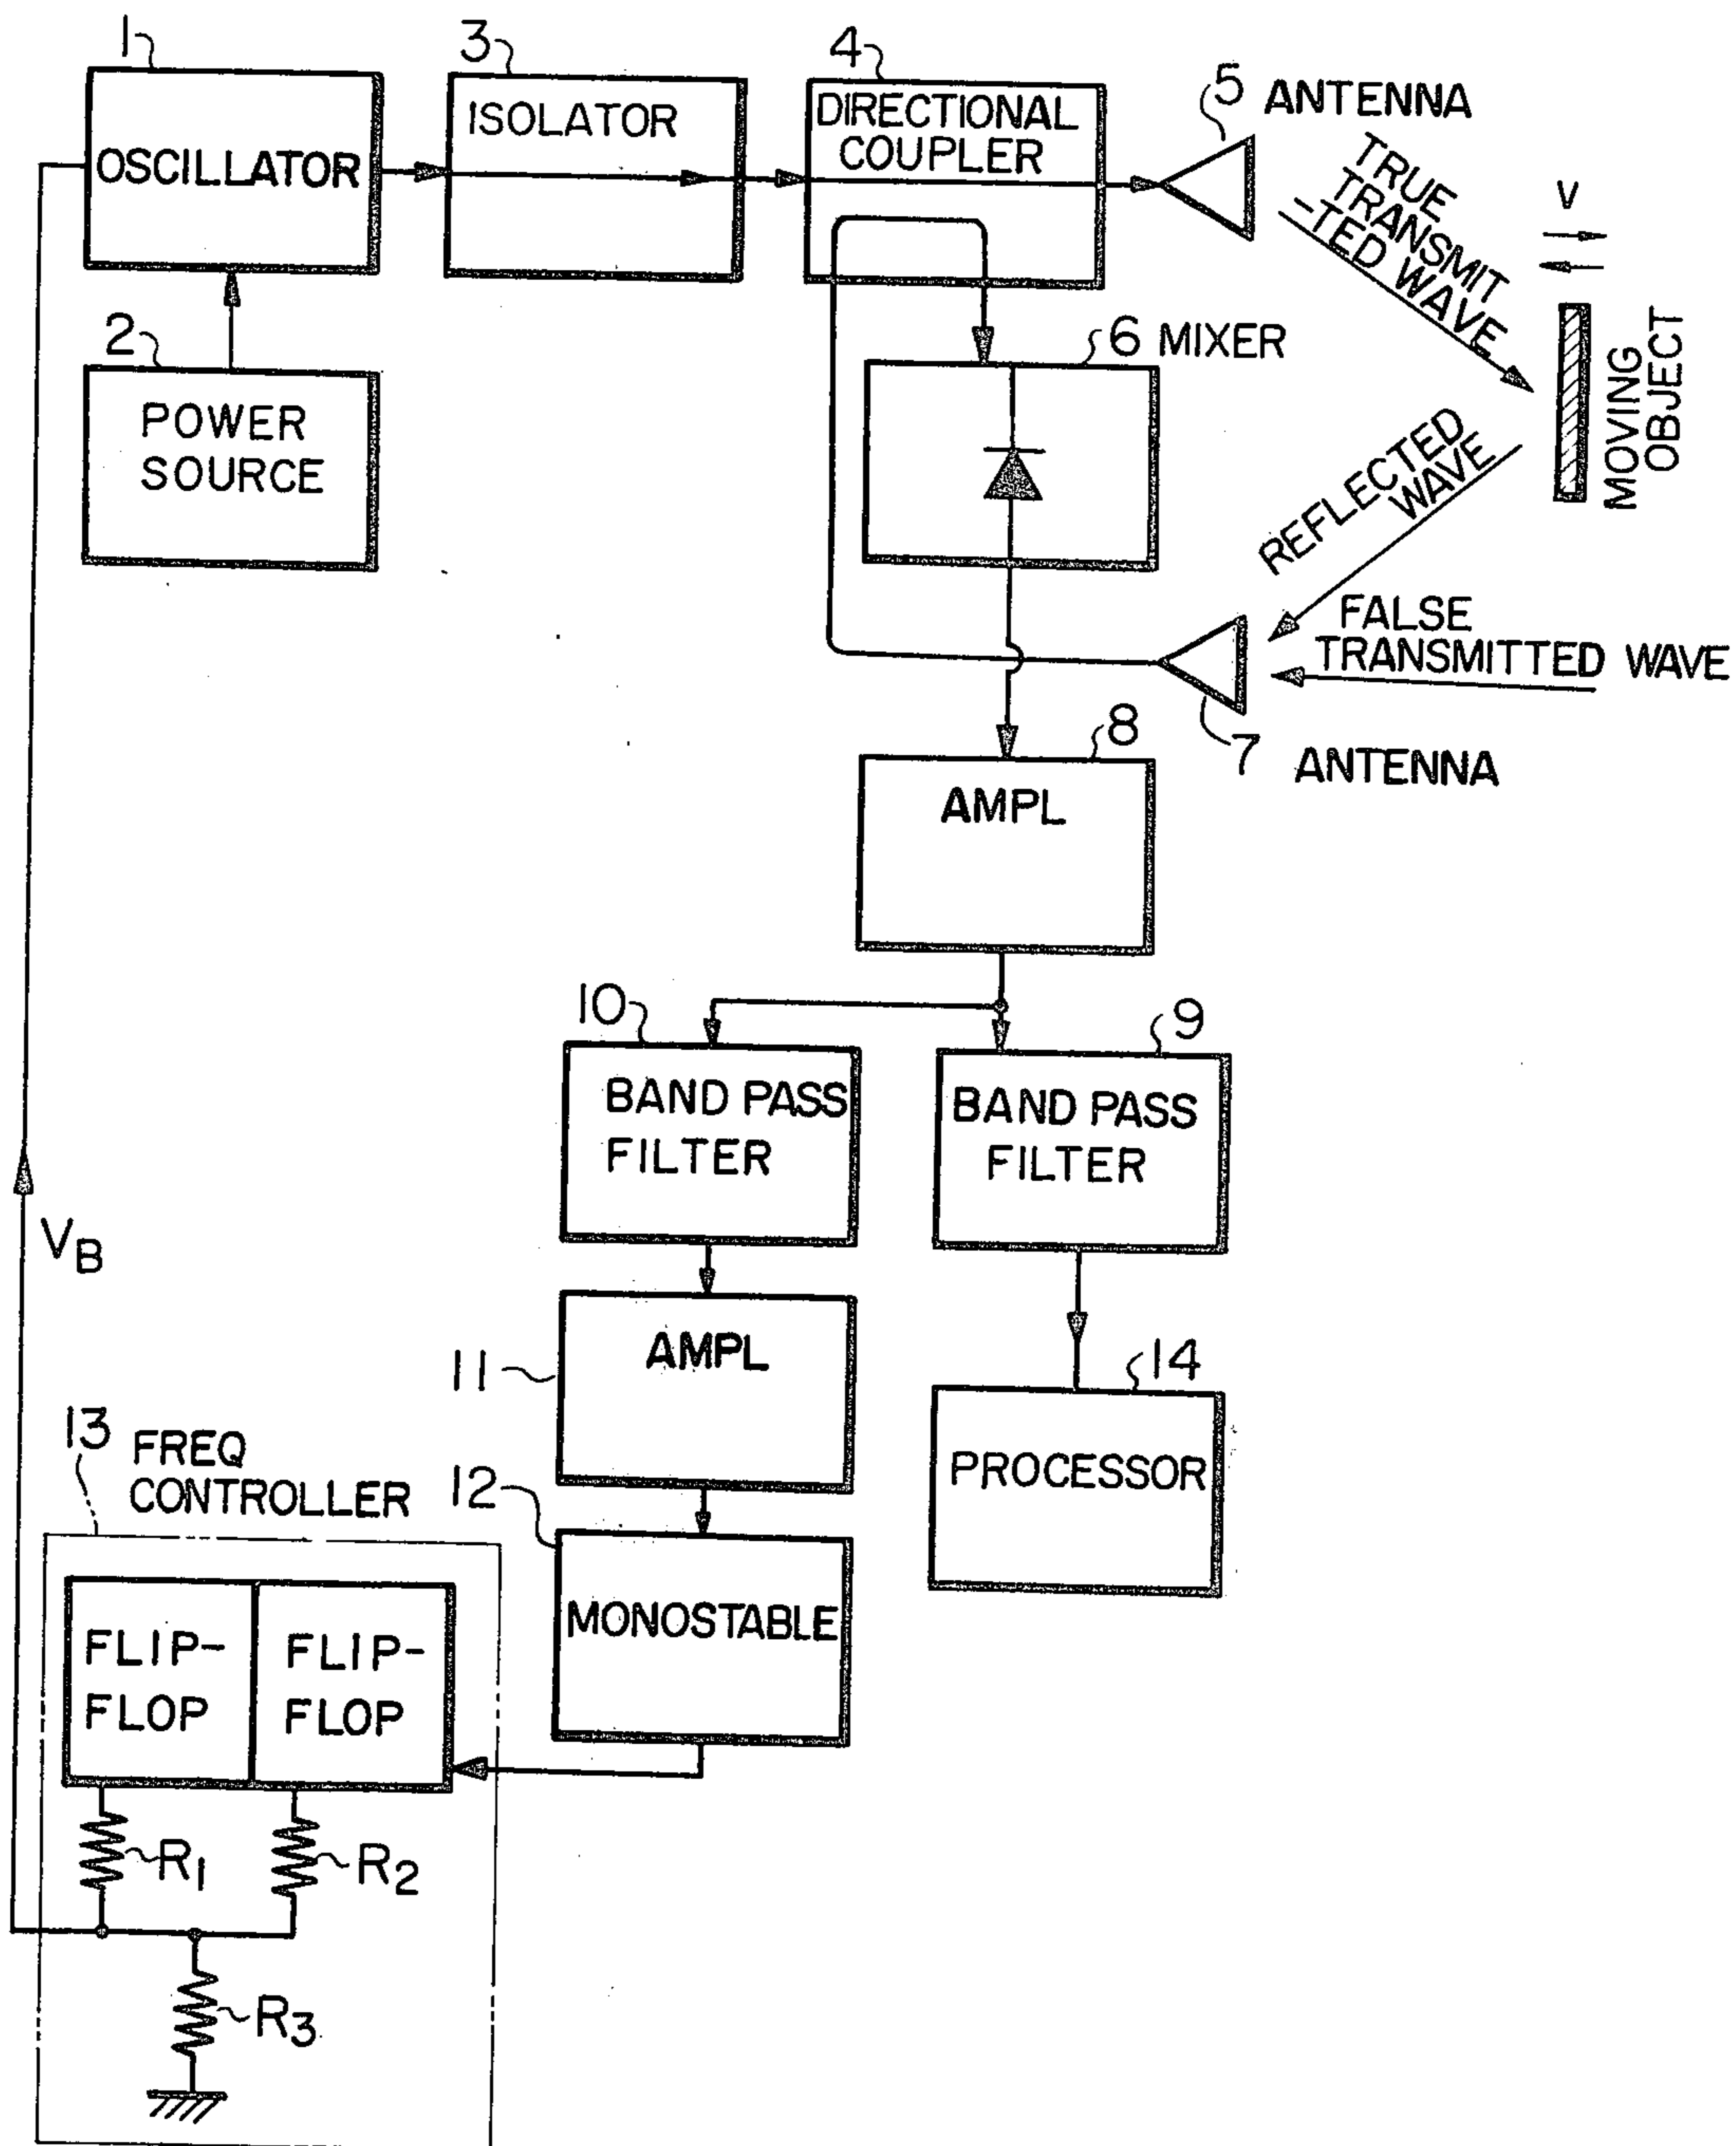 1
OSCILLATOR
2
POWER
SOURCE
3
ISOLATOR
4
DIRECTIONAL
COUPLER
5 ANTENNA
TRUE
TRANSMIT
-TED WAVE
V
MOVING
OBJECT
6 MIXER
REFLECTED
WAVE
FALSE
TRANSMITTED WAVE
7 ANTENNA
8
AMPL
10
BAND PASS
FILTER
9
BAND PASS
FILTER
VB
11
AMPL
14
PROCESSOR
13 FREQ
CONTROLLER
12
MONOSTABLE
FLIP-
FLOP
FLIP-
FLOP
R1
R2
R3